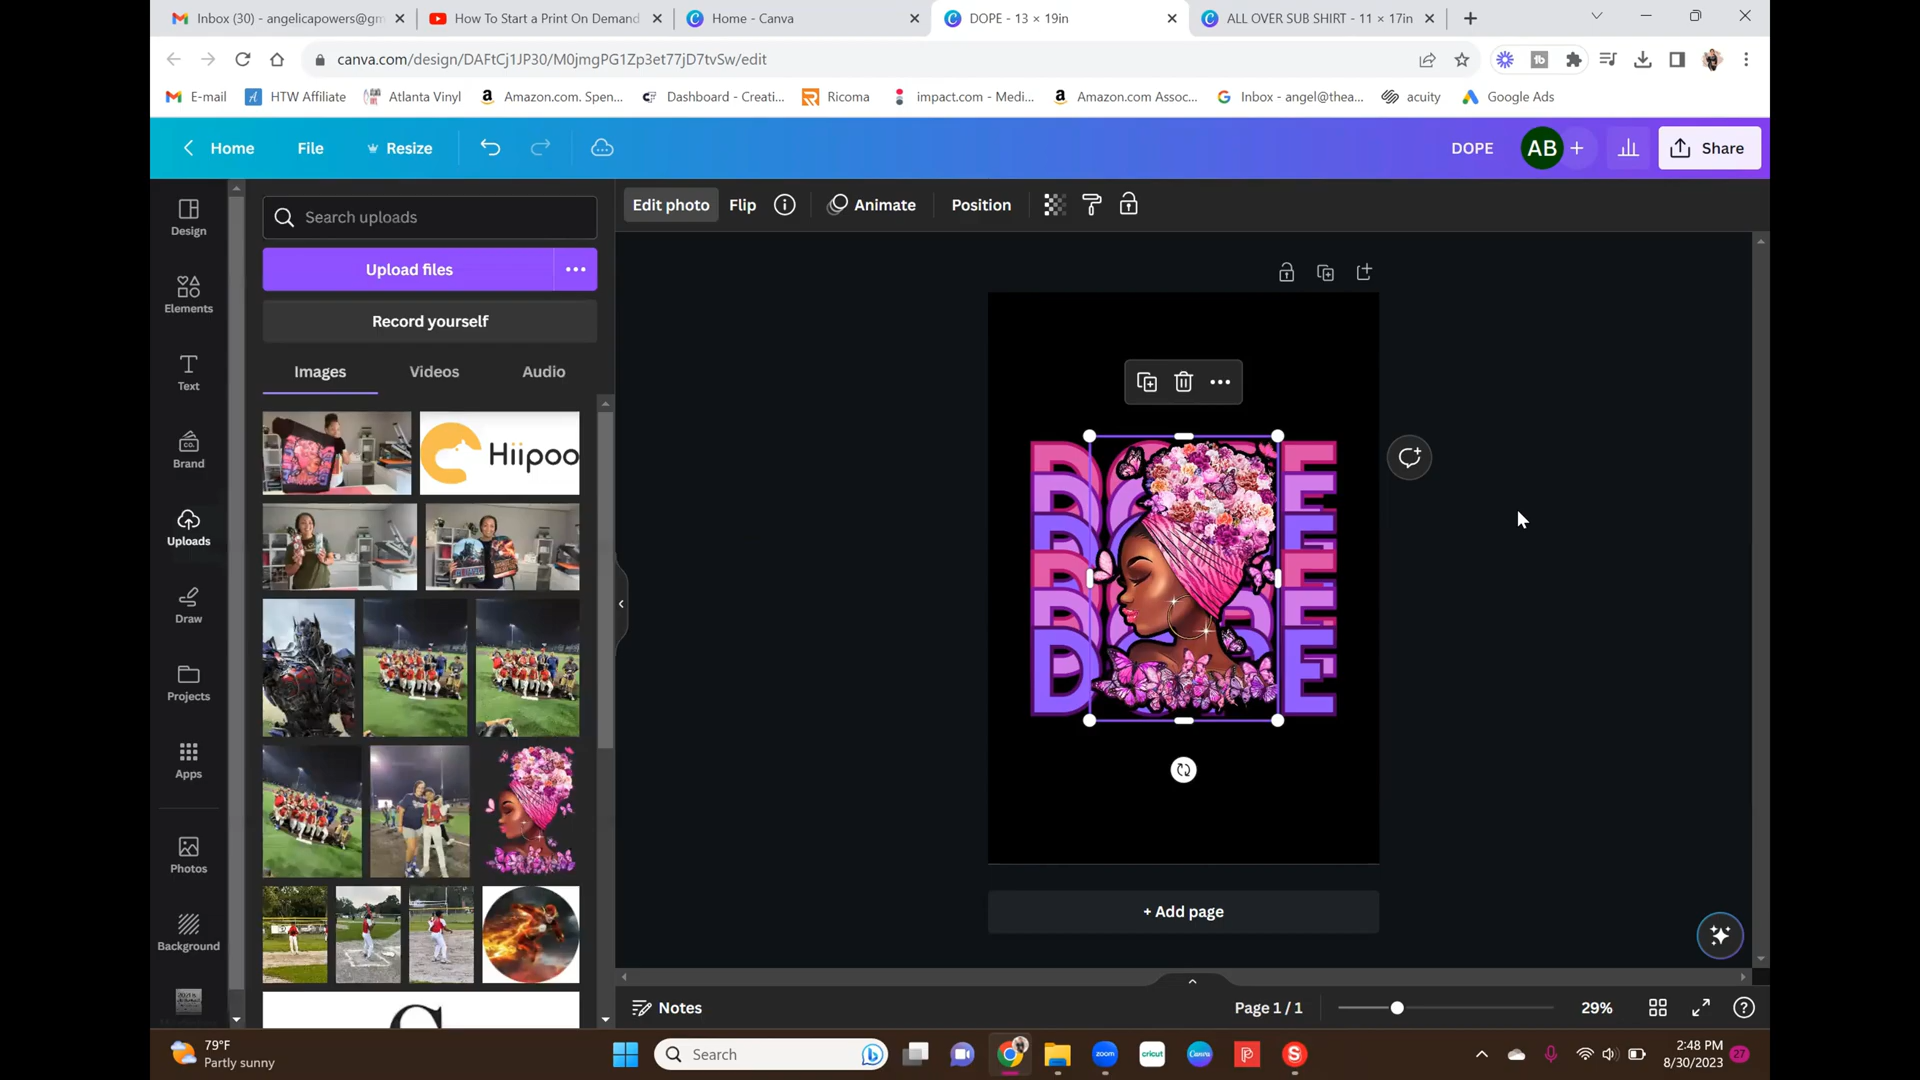 Inbox (30) - angelicapowers@gm
How To Start a Print On Demand
Home - Canva
DOPE - 13 × 19in
ALL OVER SUB SHIRT - 11 × 17in
canva.com/design/DAFtCj1JP30/M0jmgPG1Zp3et77jD7tvSw/edit
E-mail
HTW Affiliate
Atlanta Vinyl
Amazon.com. Spen...
Dashboard - Creati...
Ricoma
impact.com - Medi...
Amazon.com Assoc...
Inbox - angel@thea...
acuity
Google Ads
Home
File
Resize
DOPE
AB
Share
Design
Elements
Text
Brand
Uploads
Draw
Projects
Apps
Photos
Background
Search uploads
Upload files
Record yourself
Images
Videos
Audio
Hiipoo
Edit photo
Flip
Animate
Position
+ Add page
Notes
Page 1 / 1
29%
79°F
Partly sunny
Search
zoom
cricut
Canva
2:48 PM
8/30/2023
27